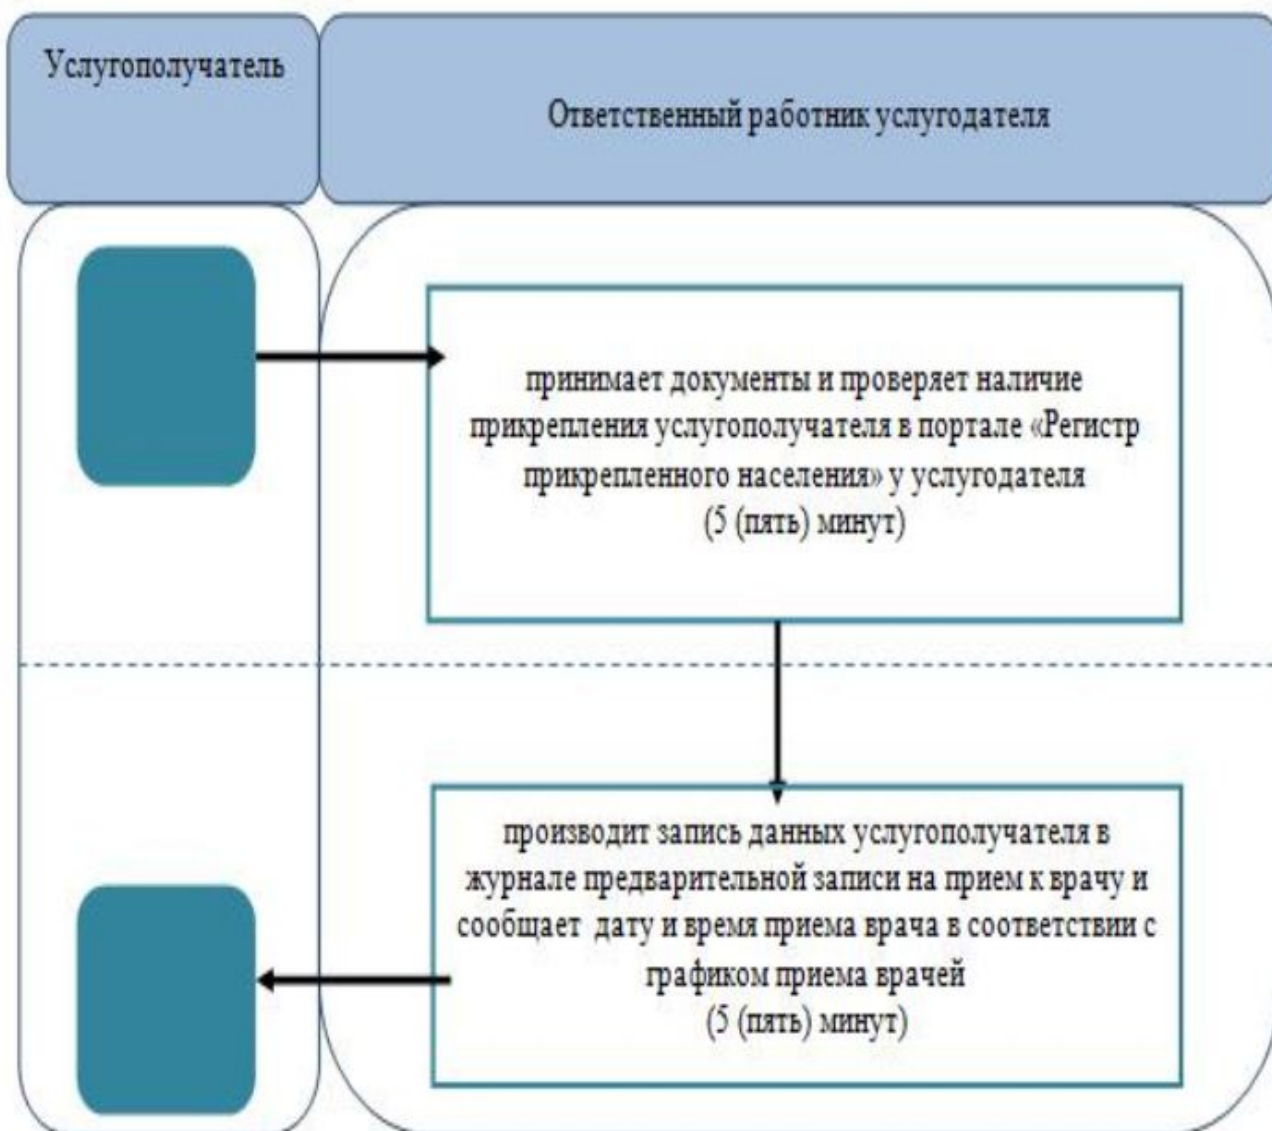 Услугополучатель
Ответственный работник услугодателя
принимает документы и проверяет наличие
прикрепления услугополучателя в портале «Регистр
прикрепленного населения» у услугодателя
(5 (пять) минут)
производит запись данных услугополучателя в
журнале предварительной записи на прием к врачу и
сообщает дату и время приема врача в соответствии с
графиком приема врачей
(5 (пять) минут)